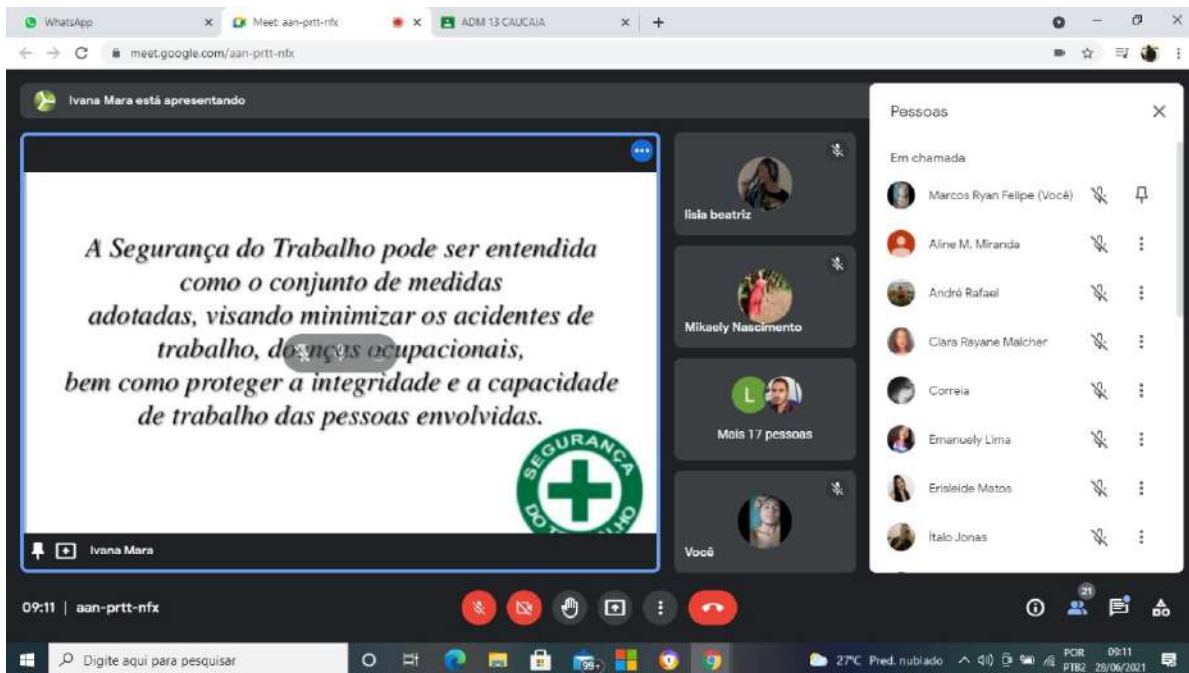 WhatsApp
Meet: aan-prtt-nfx
ADM 13 CAUCAIA
meet.google.com/aan-prtt-nfx
Ivana Mara está apresentando
A Segurança do Trabalho pode ser entendida
como o conjunto de medidas
adotadas, visando minimizar os acidentes de
trabalho, doenças ocupacionais,
bem como proteger a integridade e a capacidade
de trabalho das pessoas envolvidas.
SEGURANÇA
DO TRABALHO
Ivana Mara
lisia beatriz
Mikaely Nascimento
L
Mais 17 pessoas
Você
Pessoas
Em chamada
Marcos Ryan Felipe (Você)
Aline M. Miranda
André Rafael
Clara Rayane Malcher
Correia
Emanuely Lima
Erisleide Matos
Ítalo Jonas
09:11 | aan-prtt-nfx
21
Digite aqui para pesquisar
99+
27°C Pred. nublado
POR
PTB2
09:11
28/06/2021